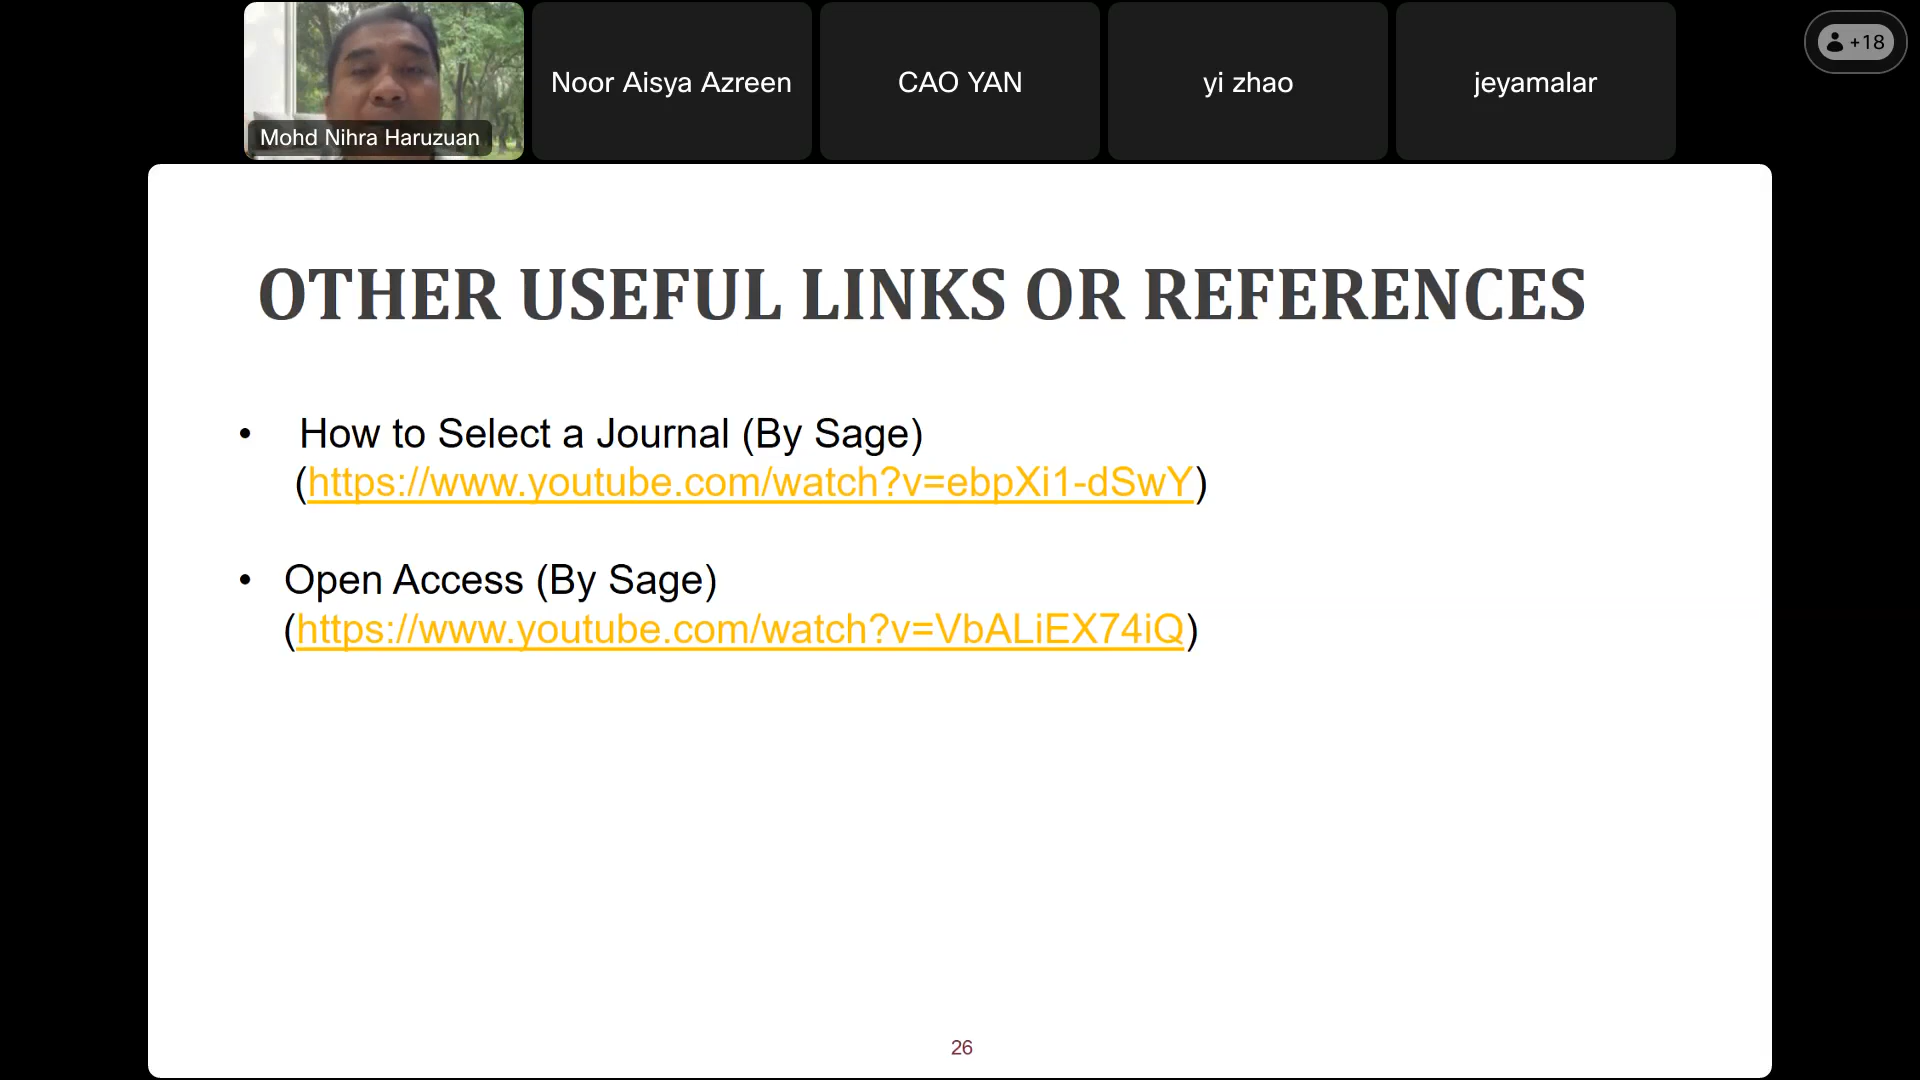 Mohd Nihra Haruzuan
Noor Aisya Azreen
CAO YAN
yi zhao
jeyamalar
+18
OTHER USEFUL LINKS OR REFERENCES
• How to Select a Journal (By Sage)
(https://www.youtube.com/watch?v=ebpXi1-dSwY)
• Open Access (By Sage)
(https://www.youtube.com/watch?v=VbALiEX74iQ)
26